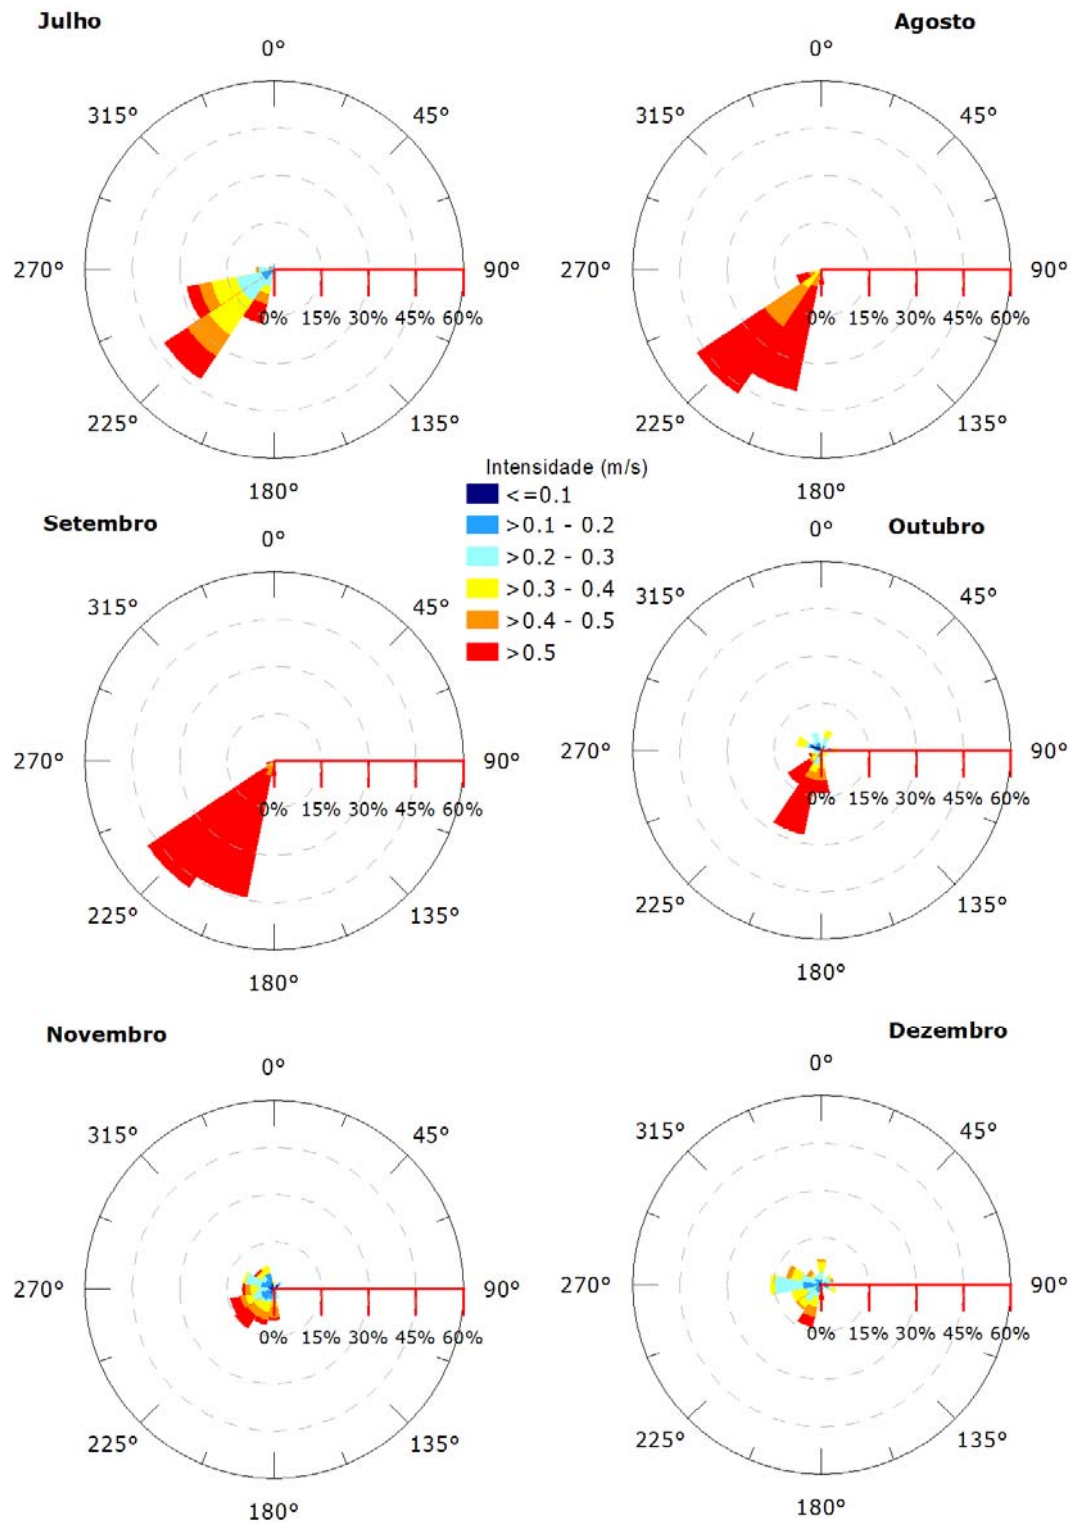 Julho
0°
315°
45°
270°
90°
0% 15% 30% 45% 60%
225°
135°
180°
Agosto
0°
315°
45°
270°
90°
0% 15% 30% 45% 60%
225°
135°
180°
Intensidade (m/s)
<=0.1
>0.1 - 0.2
>0.2 - 0.3
>0.3 - 0.4
>0.4 - 0.5
>0.5
Setembro
0°
315°
45°
270°
90°
0% 15% 30% 45% 60%
225°
135°
180°
Outubro
0°
315°
45°
270°
90°
0% 15% 30% 45% 60%
225°
135°
180°
Novembro
0°
315°
45°
270°
90°
0% 15% 30% 45% 60%
225°
135°
180°
Dezembro
0°
315°
45°
270°
90°
0% 15% 30% 45% 60%
225°
135°
180°